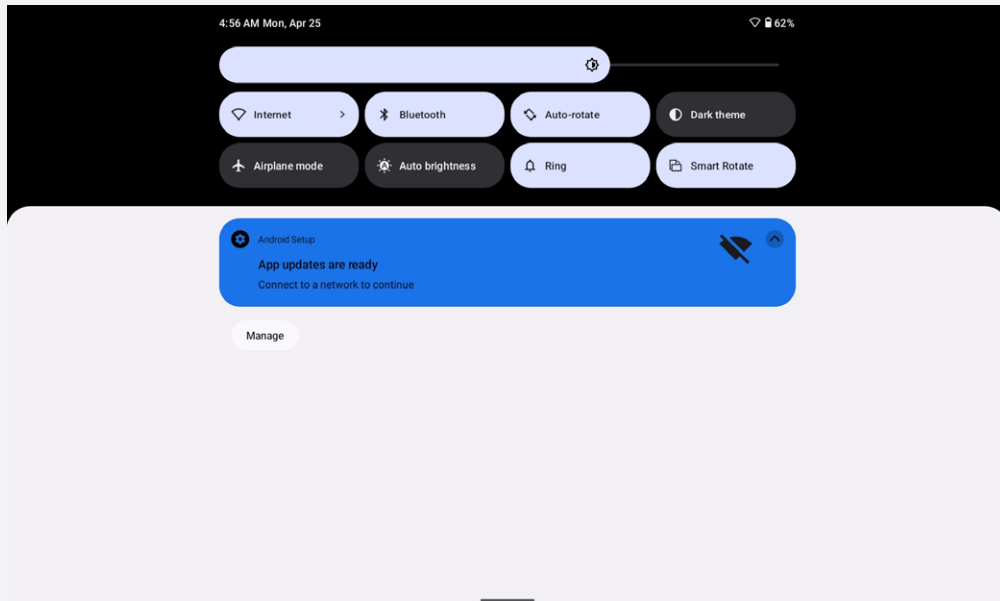 4:56 AM Mon, Apr 25 62%
Internet Bluetooth Auto-rotate Dark theme
Airplane mode Auto brightness Ring Smart Rotate
Android Setup
App updates are ready
Connect to a network to continue
Manage